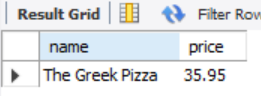 Result Grid Filter Row
name price
The Greek Pizza 35.95